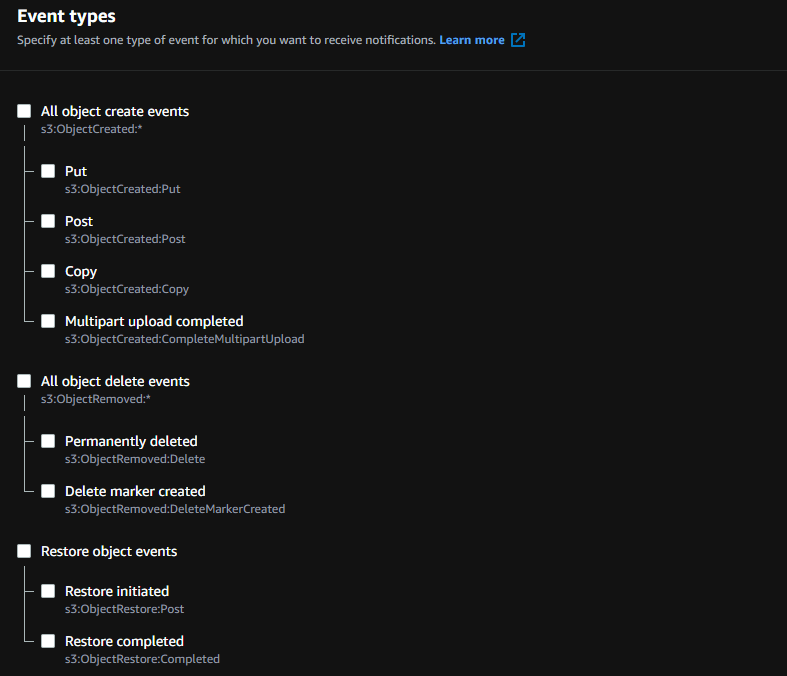 Event types
Specify at least one type of event for which you want to receive notifications. Learn more
All object create events
s3:ObjectCreated:*
Put
s3:ObjectCreated:Put
Post
s3:ObjectCreated:Post
Copy
s3:ObjectCreated:Copy
Multipart upload completed
s3:ObjectCreated:CompleteMultipartUpload
All object delete events
s3:ObjectRemoved:*
Permanently deleted
s3:ObjectRemoved:Delete
Delete marker created
s3:ObjectRemoved:DeleteMarkerCreated
Restore object events
Restore initiated
s3:ObjectRestore:Post
Restore completed
s3:ObjectRestore:Completed